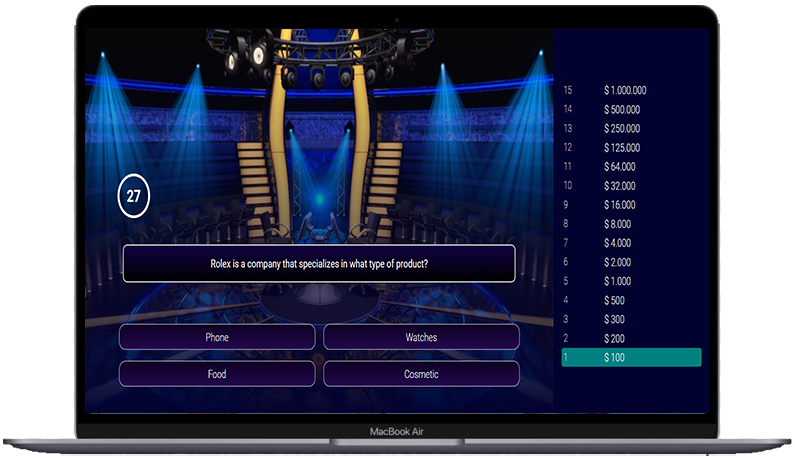 27
Rolex is a company that specializes in what type of product?
Phone
Watches
Food
Cosmetic
15 $ 1.000.000
14 $ 500.000
13 $ 250.000
12 $ 125.000
11 $ 64.000
10 $ 32.000
9 $ 16.000
8 $ 8.000
7 $ 4.000
6 $ 2.000
5 $ 1.000
4 $ 500
3 $ 300
2 $ 200
1 $ 100
MacBook Air